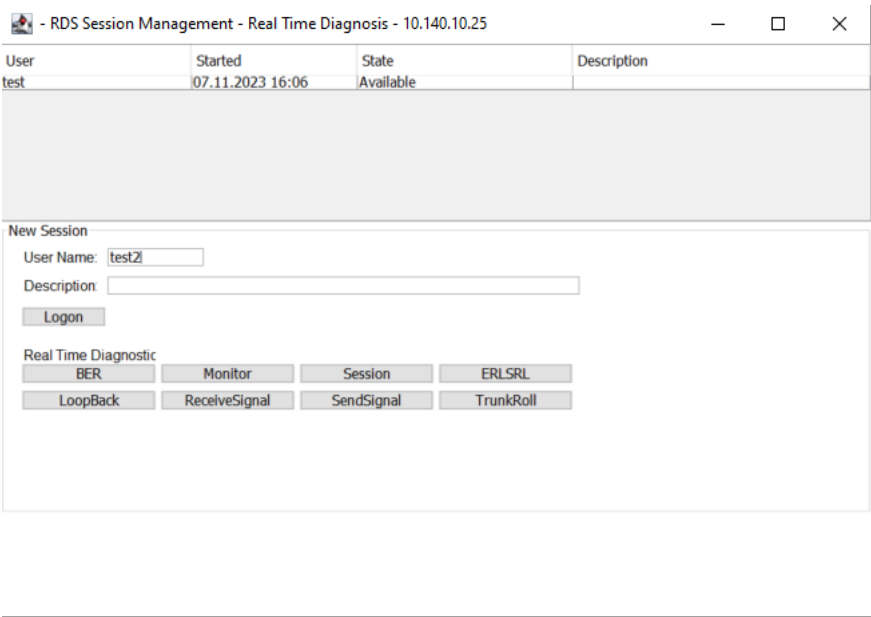 - RDS Session Management - Real Time Diagnosis - 10.140.10.25
User Started State Description
test 07.11.2023 16:06 Available
New Session
User Name: test2
Description:
Logon
Real Time Diagnostic
BER Monitor Session ERLSRL
LoopBack ReceiveSignal SendSignal TrunkRoll